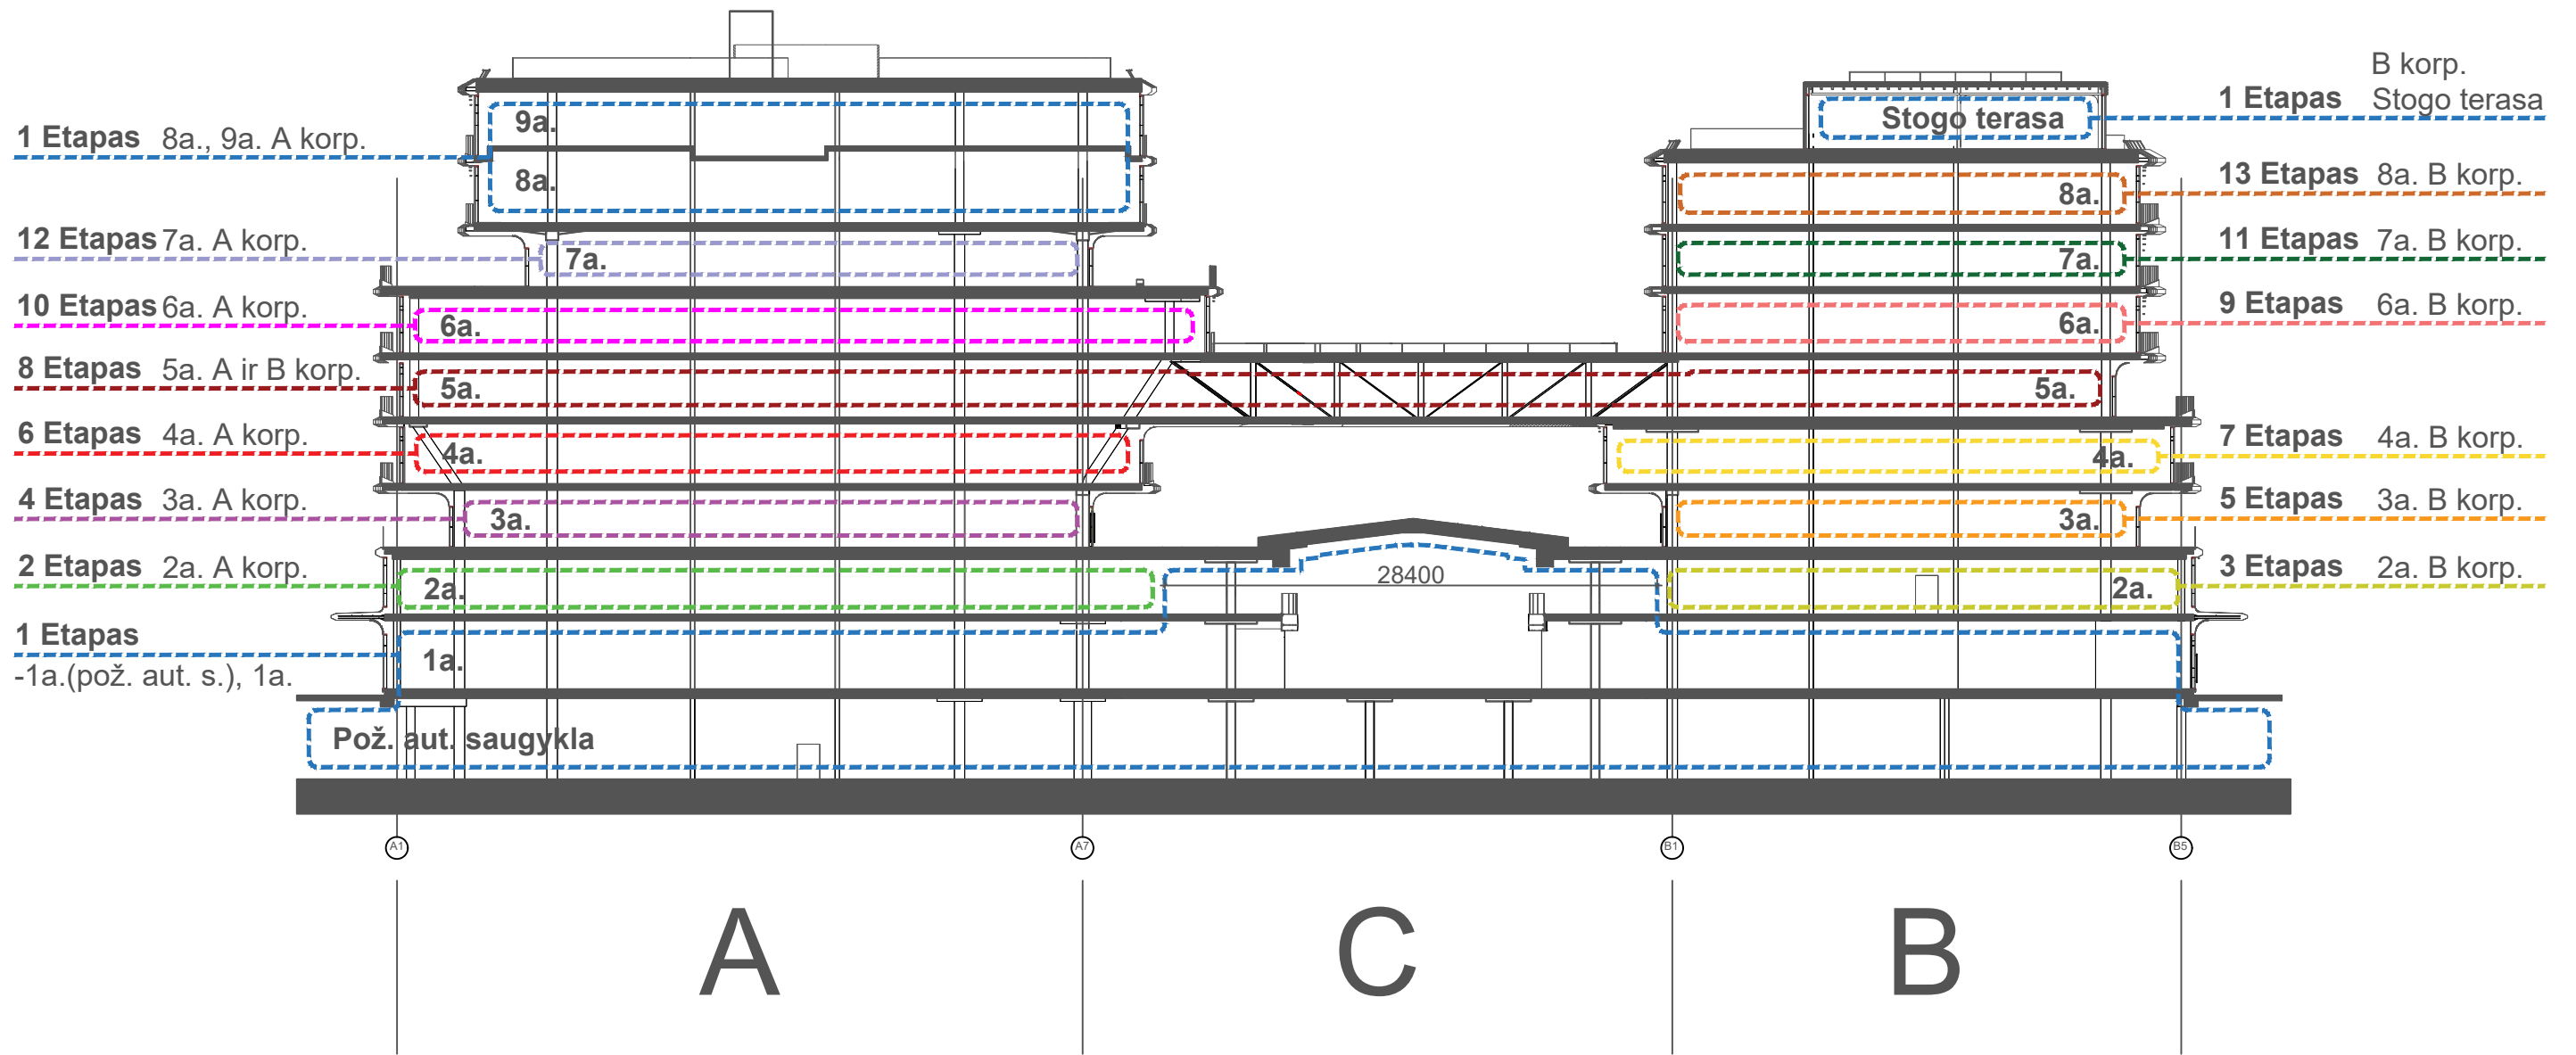 B korp.
1 Etapas Stogo terasa
Stogo terasa
9a.
1 Etapas 8a., 9a. A korp.
8a.
8a.
13 Etapas 8a. B korp.
12 Etapas 7a. A korp.
7a.
7a.
11 Etapas 7a. B korp.
10 Etapas 6a. A korp.
6a.
6a.
9 Etapas 6a. B korp.
8 Etapas 5a. A ir B korp.
5a.
5a.
6 Etapas 4a. A korp.
4a.
4a.
7 Etapas 4a. B korp.
4 Etapas 3a. A korp.
3a.
3a.
5 Etapas 3a. B korp.
2 Etapas 2a. A korp.
2a.
28400
2a.
3 Etapas 2a. B korp.
1 Etapas
-1a.(pož. aut. s.), 1a.
1a.
Pož. aut. saugykla
A1
A7
B1
B5
A
C
B